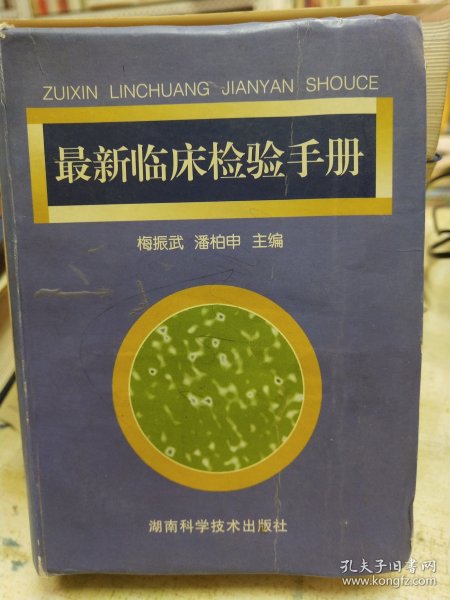 ZUIXIN LINCHUANG JIANYAN SHOUCE
最新临床检验手册
梅振武 潘柏申 主编
湖南科学技术出版社
孔夫子旧书网
www.kongfz.com